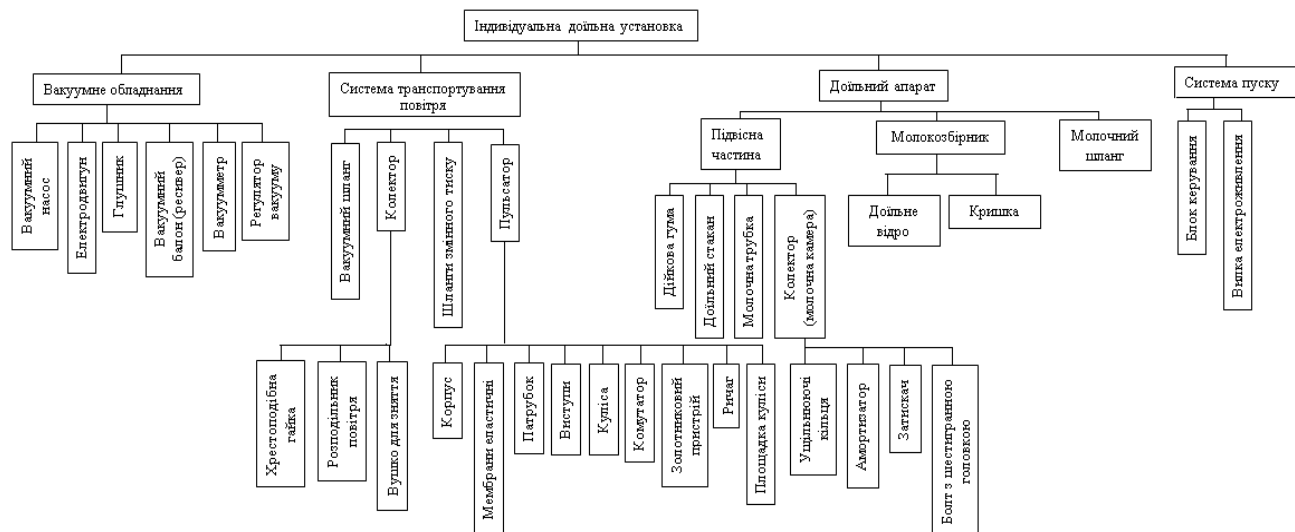 Індивідуальна доїльна установка
Вакуумне обладнання
Система транспортування
повітря
Доїльний апарат
Система пуску
Вакуумний
насос
Електродвигун
Глушник
Вакуумний
балон (ресивер)
Вакуумметр
Регулятор
вакууму
Вакуумний шланг
Колектор
Шланги змінного тиску
Пульсатор
Підвісна
частина
Молокозбірник
Молочний
шланг
Дійкова гума
Доїльний стакан
Молочна трубка
Колектор
(молочна камера)
Доїльне
відро
Кришка
Блок керування
Вилка електроживлення
Хрестоподібна
гайка
Розподільник
повітря
Вушко для зняття
Корпус
Мембрани еластичні
Патрубок
Виступи
Куліса
Комутатор
Золотниковий
пристрій
Ричаг
Площадка куліси
Ущільнюючі
кільця
Амортизатор
Затискач
Болт з шестигранною
головкою